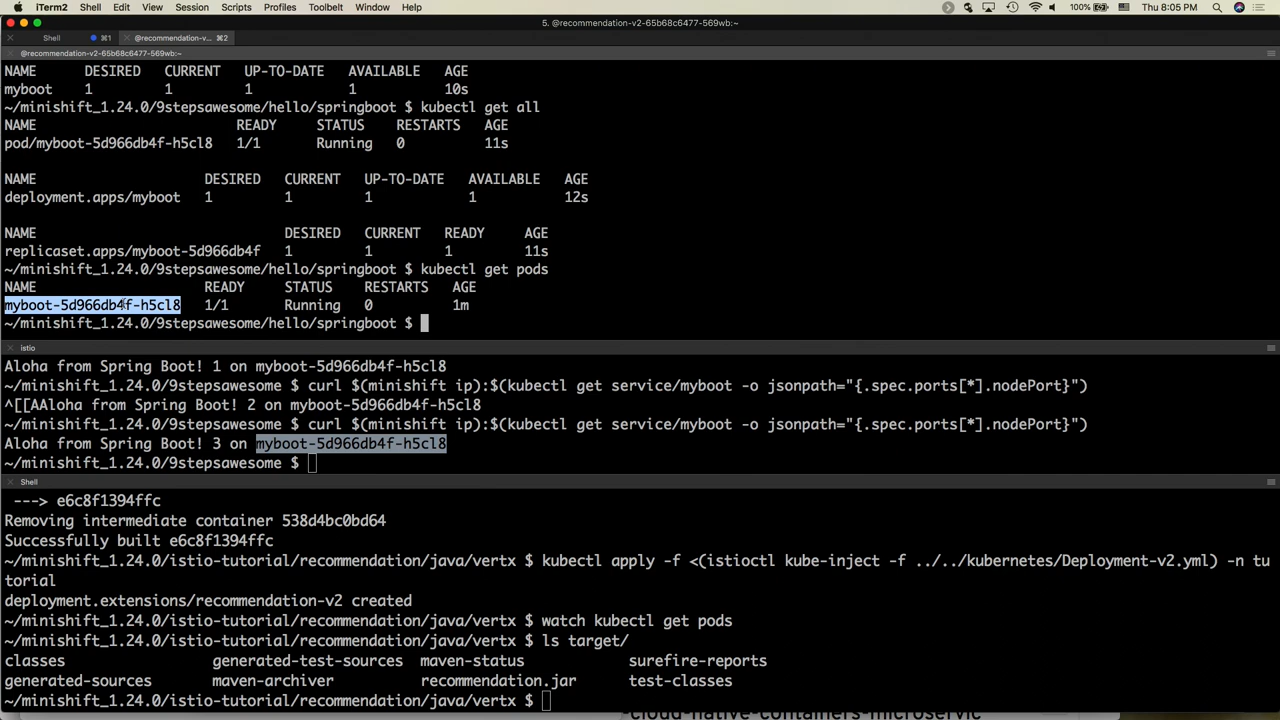 iTerm2 Shell Edit View Session Scripts Profiles Toolbelt Window Help 100% Thu 8:05 PM
5. @recommendation-v2-65b68c6477-569wb:~
Shell ⌘1 @recommendation-v... ⌘2
@recommendation-v2-65b68c6477-569wb:~
NAME DESIRED CURRENT UP-TO-DATE AVAILABLE AGE
myboot 1 1 1 1 10s
~/minishift_1.24.0/9stepsawesome/hello/springboot $ kubectl get all
NAME READY STATUS RESTARTS AGE
pod/myboot-5d966db4f-h5cl8 1/1 Running 0 11s
NAME DESIRED CURRENT UP-TO-DATE AVAILABLE AGE
deployment.apps/myboot 1 1 1 1 12s
NAME DESIRED CURRENT READY AGE
replicaset.apps/myboot-5d966db4f 1 1 1 11s
~/minishift_1.24.0/9stepsawesome/hello/springboot $ kubectl get pods
NAME READY STATUS RESTARTS AGE
myboot-5d966db4f-h5cl8 1/1 Running 0 1m
~/minishift_1.24.0/9stepsawesome/hello/springboot $
istio
Aloha from Spring Boot! 1 on myboot-5d966db4f-h5cl8
~/minishift_1.24.0/9stepsawesome $ curl $(minishift ip):$(kubectl get service/myboot -o jsonpath="{.spec.ports[*].nodePort}")
^[[AAloha from Spring Boot! 2 on myboot-5d966db4f-h5cl8
~/minishift_1.24.0/9stepsawesome $ curl $(minishift ip):$(kubectl get service/myboot -o jsonpath="{.spec.ports[*].nodePort}")
Aloha from Spring Boot! 3 on myboot-5d966db4f-h5cl8
~/minishift_1.24.0/9stepsawesome $
Shell
---> e6c8f1394ffc
Removing intermediate container 538d4bc0bd64
Successfully built e6c8f1394ffc
~/minishift_1.24.0/istio-tutorial/recommendation/java/vertx $ kubectl apply -f <(istioctl kube-inject -f ../../kubernetes/Deployment-v2.yml) -n tu
torial
deployment.extensions/recommendation-v2 created
~/minishift_1.24.0/istio-tutorial/recommendation/java/vertx $ watch kubectl get pods
~/minishift_1.24.0/istio-tutorial/recommendation/java/vertx $ ls target/
classes generated-test-sources maven-status surefire-reports
generated-sources maven-archiver recommendation.jar test-classes
~/minishift_1.24.0/istio-tutorial/recommendation/java/vertx $
-cloud-native-containers-microservic